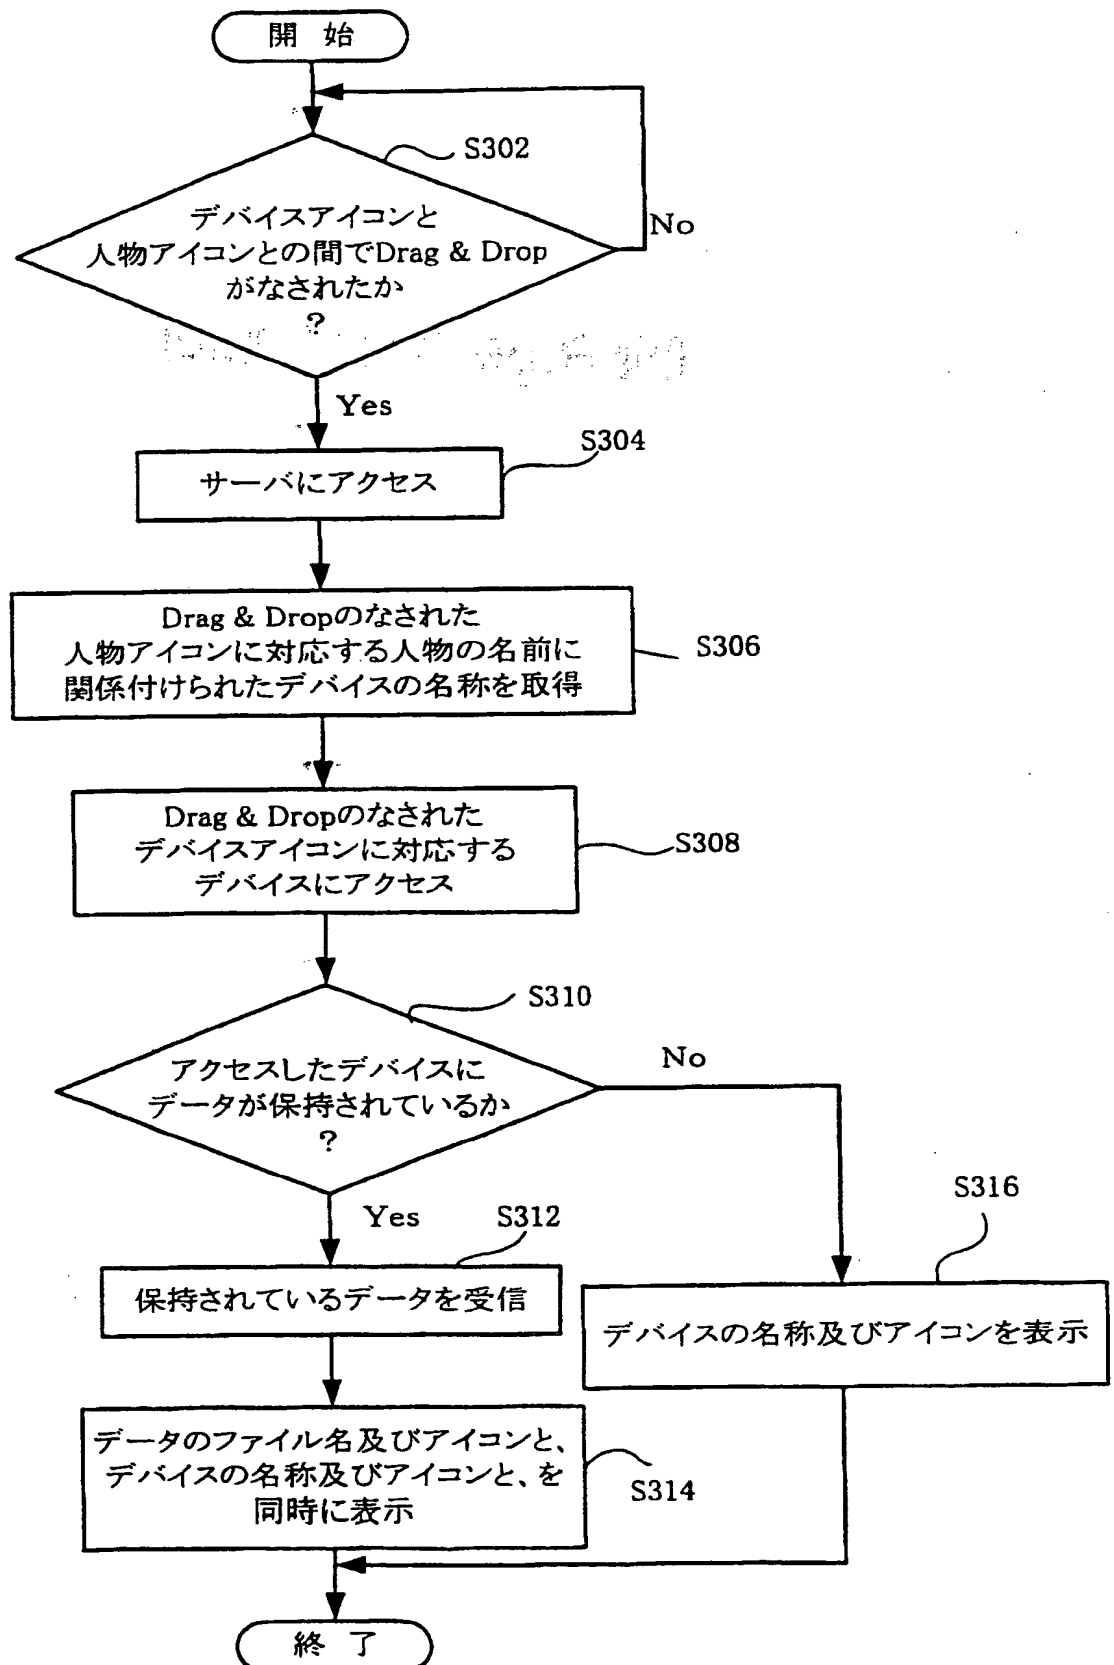 開 始
S302
デバイスアイコンと
人物アイコンとの間でDrag & Drop
がなされたか
?
No
Yes
S304
サーバにアクセス
Drag & Dropのなされた
人物アイコンに対応する人物の名前に
関係付けられたデバイスの名称を取得
S306
Drag & Dropのなされた
デバイスアイコンに対応する
デバイスにアクセス
S308
S310
アクセスしたデバイスに
データが保持されているか
?
No
Yes
S312
S316
保持されているデータを受信
デバイスの名称及びアイコンを表示
データのファイル名及びアイコンと、
デバイスの名称及びアイコンと、を
同時に表示
S314
終 了